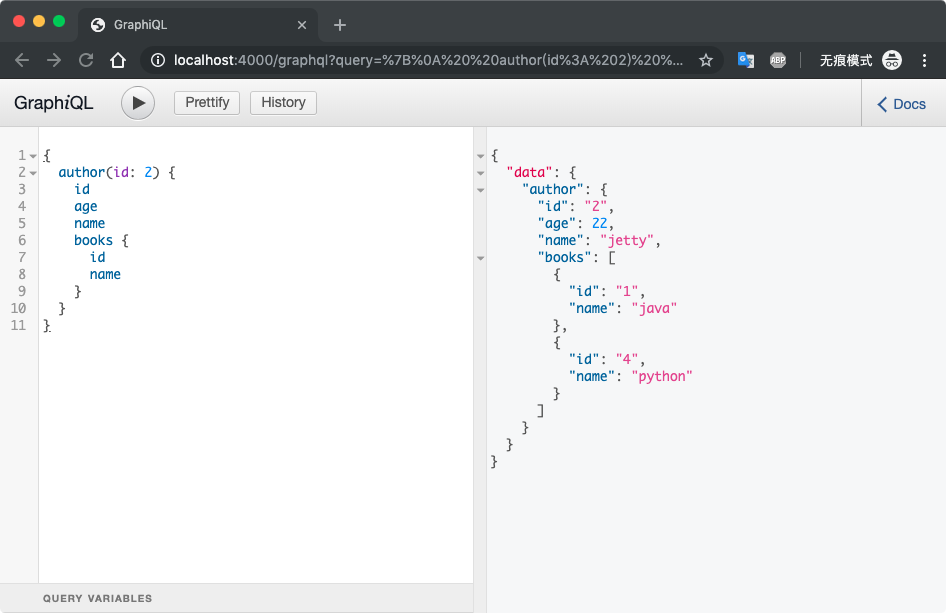 GraphiQL
localhost:4000/graphql?query=%7B%0A%20%20author(id%3A%202)%20%...
ABP
无痕模式
GraphiQL
Prettify
History
Docs
1 {
2   author(id: 2) {
3     id
4     age
5     name
6     books {
7       id
8       name
9     }
10   }
11 }
QUERY VARIABLES
{
  "data": {
    "author": {
      "id": "2",
      "age": 22,
      "name": "jetty",
      "books": [
        {
          "id": "1",
          "name": "java"
        },
        {
          "id": "4",
          "name": "python"
        }
      ]
    }
  }
}